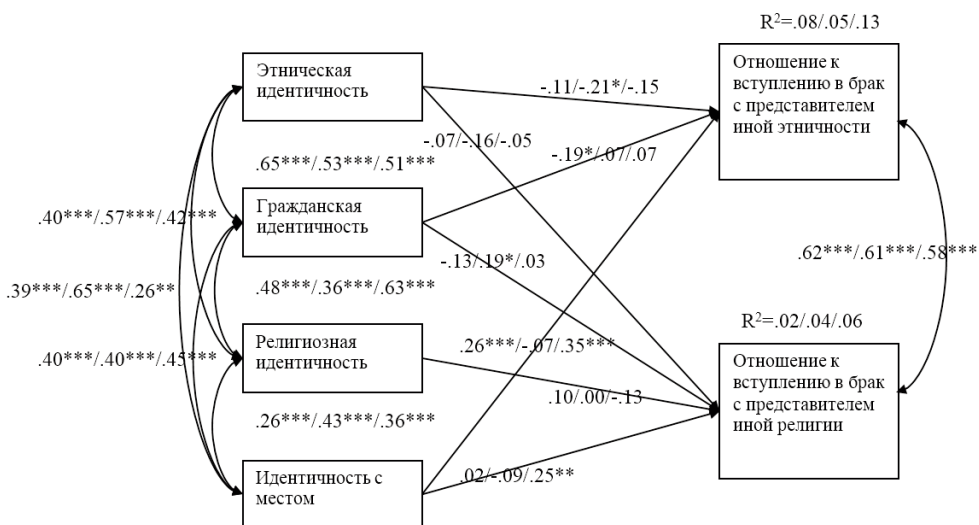 R²=.08/.05/.13
Этническая
идентичность
Отношение к
вступлению в брак
с представителем
иной этничности
-.11/-.21*/-.15
-.07/-.16/-.05
-.19*/.07/.07
.65***/.53***/.51***
Гражданская
идентичность
.40***/.57***/.42***
.62***/.61***/.58***
-.13/.19*/.03
.39***/.65***/.26**
.48***/.36***/.63***
R²=.02/.04/.06
Религиозная
идентичность
.26***/-.07/.35***
.40***/.40***/.45***
Отношение к
вступлению в брак
с представителем
иной религии
.10/.00/-.13
.26***/.43***/.36***
Идентичность с
местом
.02/-.09/.25**